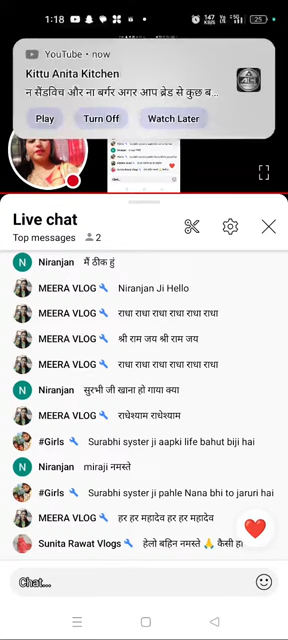 1:18
147
25
YouTube • now
Kittu Anita Kitchen
न सैंडविच और ना बर्गर अगर आप ब्रेड से कुछ ब...
Play Turn Off Watch Later
Live chat
Top messages 2
N Niranjan मैं ठीक हुं
MEERA VLOG Niranjan Ji Hello
MEERA VLOG राधा राधा राधा राधा राधा राधा
MEERA VLOG श्री राम जय श्री राम जय
MEERA VLOG राधा राधा राधा राधा राधा राधा
N Niranjan सुरभी जी खाना हो गाया क्या
MEERA VLOG राधेश्याम राधेश्याम
#Girls Surabhi syster ji aapki life bahut biji hai
N Niranjan miraji नमस्ते
#Girls Surabhi syster ji pahle Nana bhi to jaruri hai
MEERA VLOG हर हर महादेव हर हर महादेव
Sunita Rawat Vlogs हेलो बहिन नमस्ते 🙏 कैसी हा
Chat...